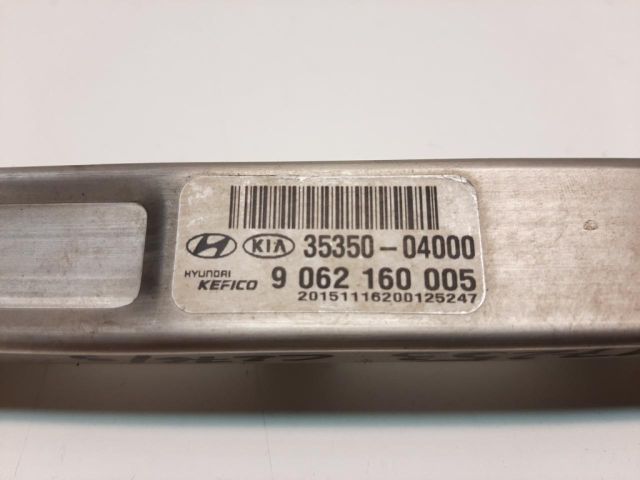 KIA 35350-04000
HYUNDAI KEFICO 9 062 160 005
20151116200125247